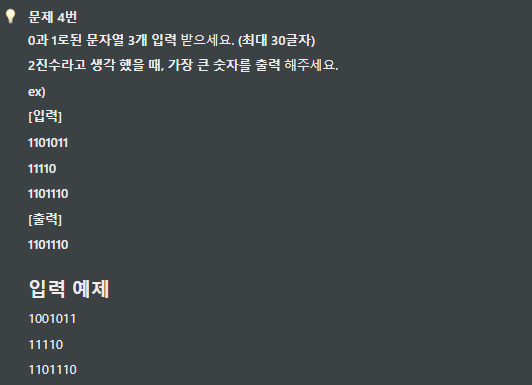 문제 4번
0과 1로된 문자열 3개 입력 받으세요. (최대 30글자)
2진수라고 생각 했을 때, 가장 큰 숫자를 출력 해주세요.
ex)
[입력]
1101011
11110
1101110
[출력]
1101110
입력 예제
1001011
11110
1101110